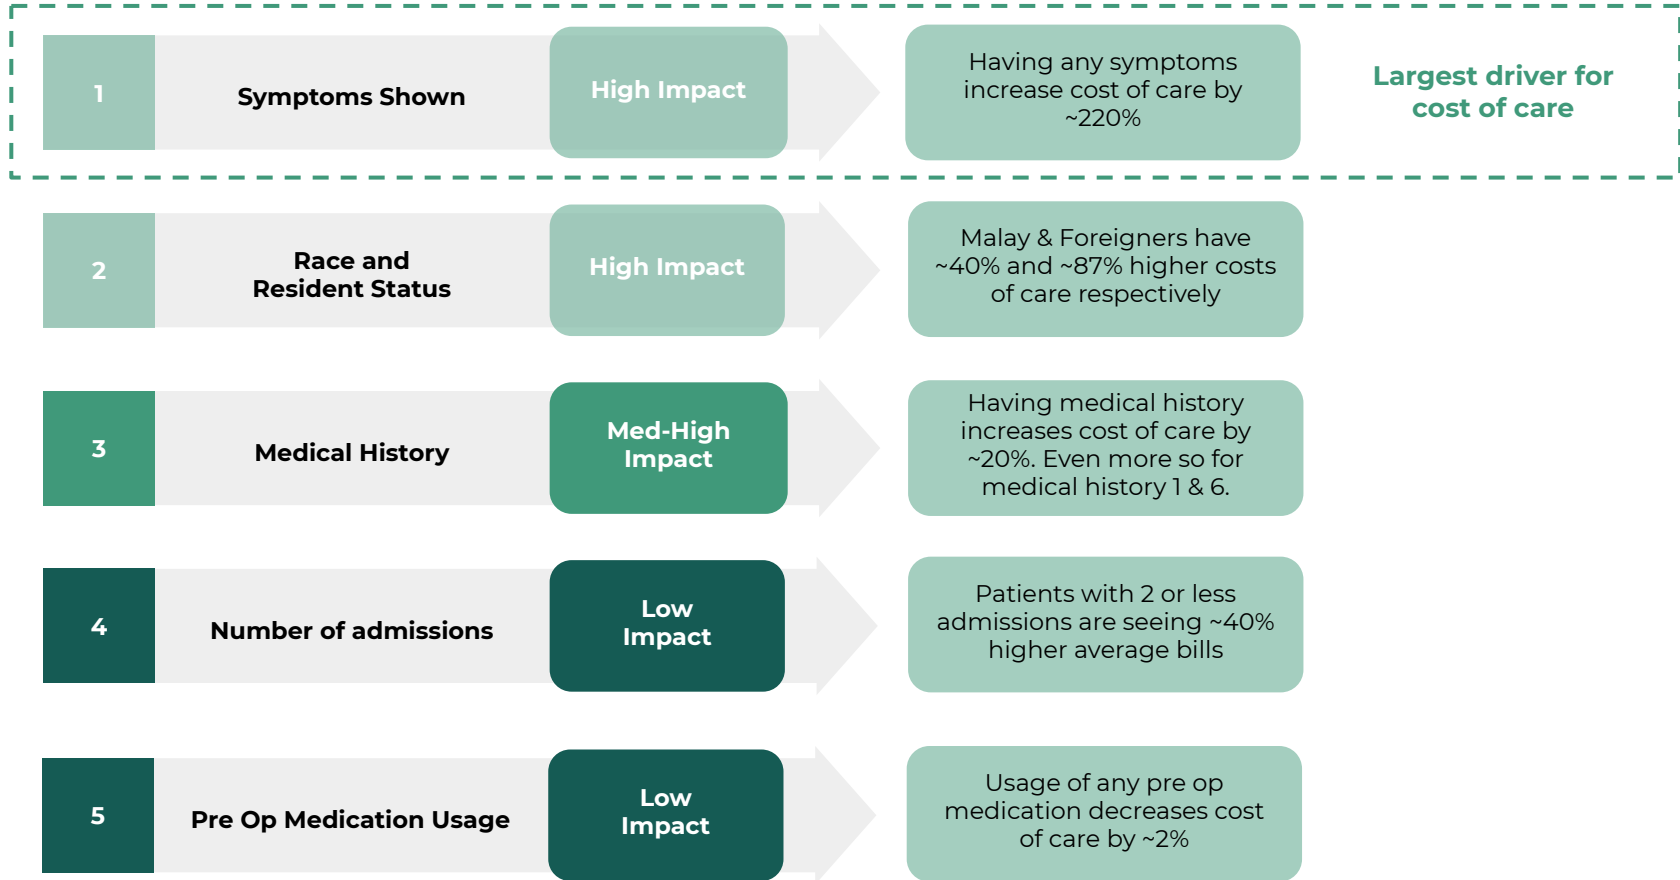 1
Symptoms Shown
High Impact
Having any symptoms
increase cost of care by
~220%
Largest driver for
cost of care
2
Race and
Resident Status
High Impact
Malay & Foreigners have
~40% and ~87% higher costs
of care respectively
3
Medical History
Med-High
Impact
Having medical history
increases cost of care by
~20%. Even more so for
medical history 1 & 6.
4
Number of admissions
Low
Impact
Patients with 2 or less
admissions are seeing ~40%
higher average bills
5
Pre Op Medication Usage
Low
Impact
Usage of any pre op
medication decreases cost
of care by ~2%